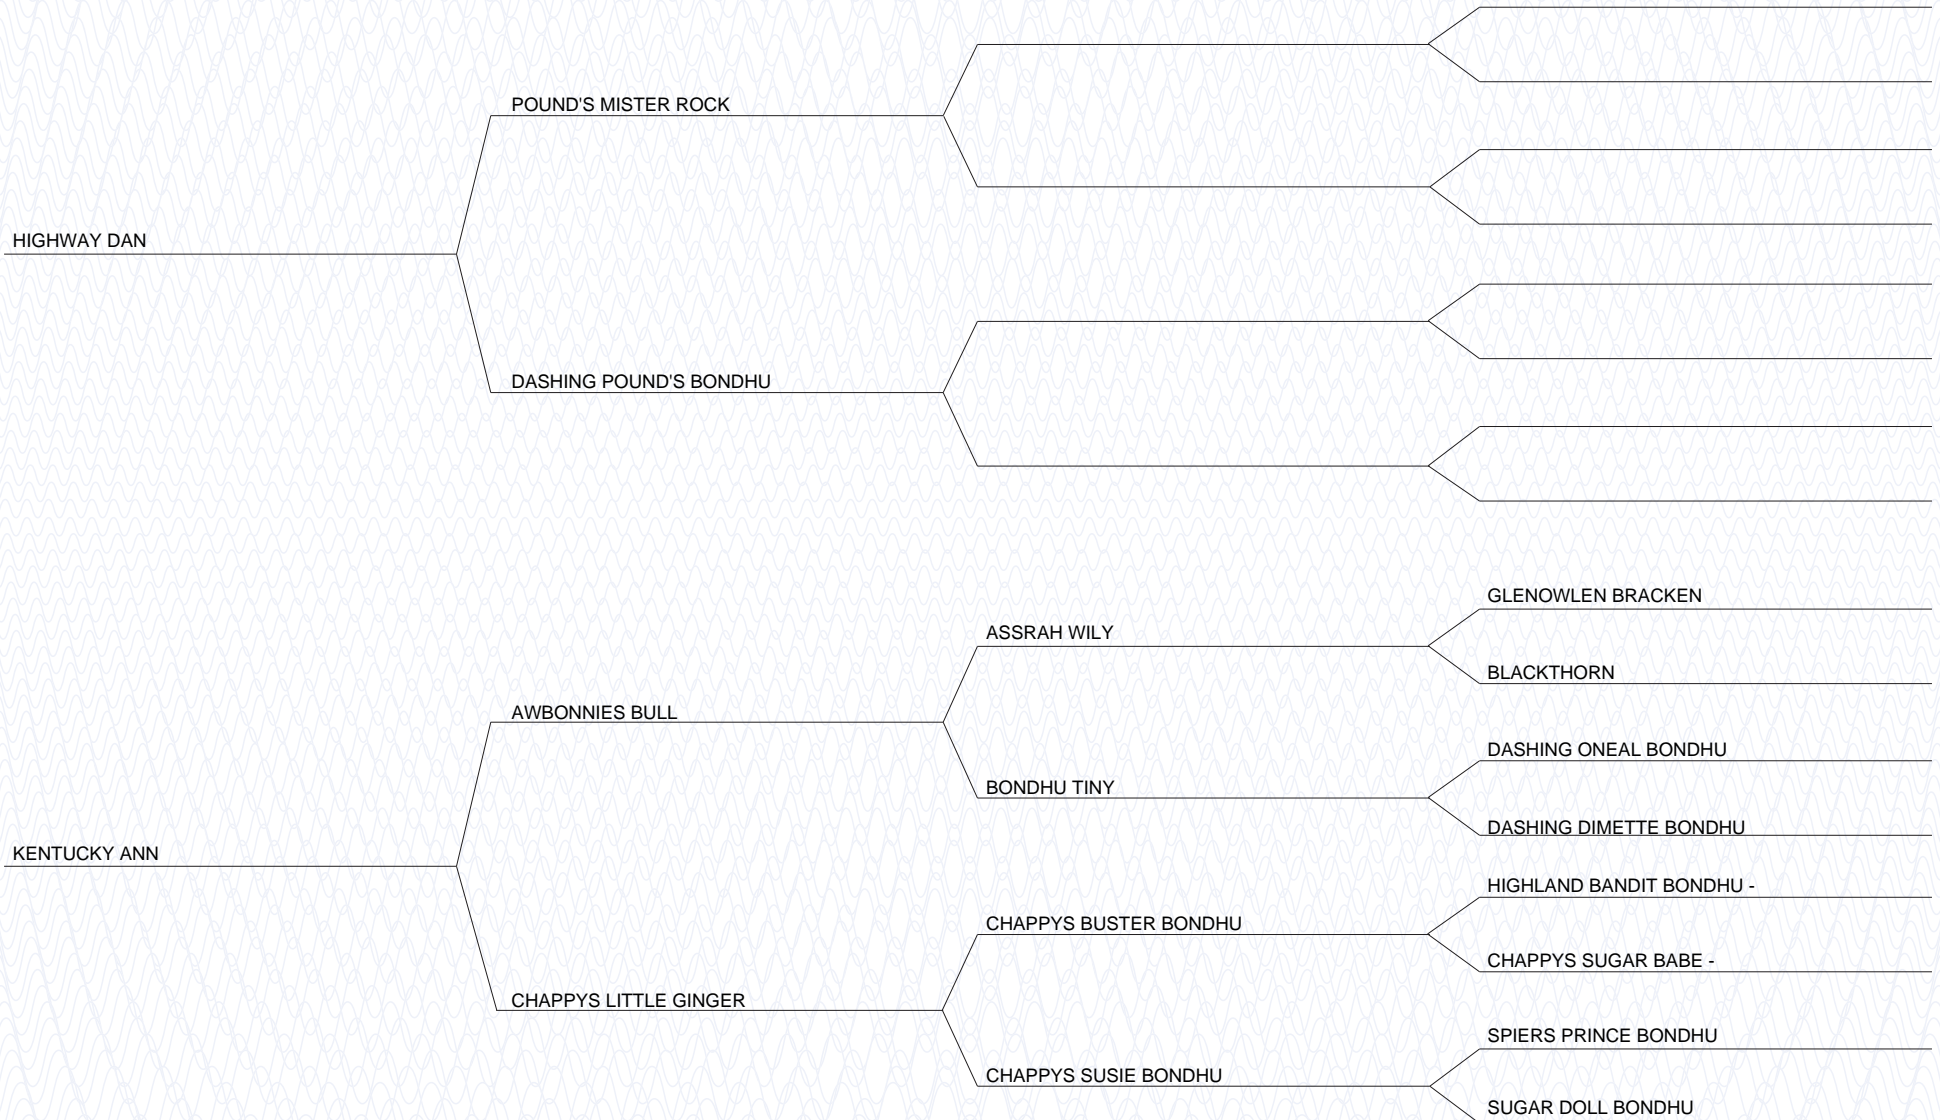 POUND'S MISTER ROCK
HIGHWAY DAN
DASHING POUND'S BONDHU
GLENOWLEN BRACKEN
ASSRAH WILY
BLACKTHORN
AWBONNIES BULL
DASHING ONEAL BONDHU
BONDHU TINY
DASHING DIMETTE BONDHU
KENTUCKY ANN
HIGHLAND BANDIT BONDHU -
CHAPPYS BUSTER BONDHU
CHAPPYS SUGAR BABE -
CHAPPYS LITTLE GINGER
SPIERS PRINCE BONDHU
CHAPPYS SUSIE BONDHU
SUGAR DOLL BONDHU